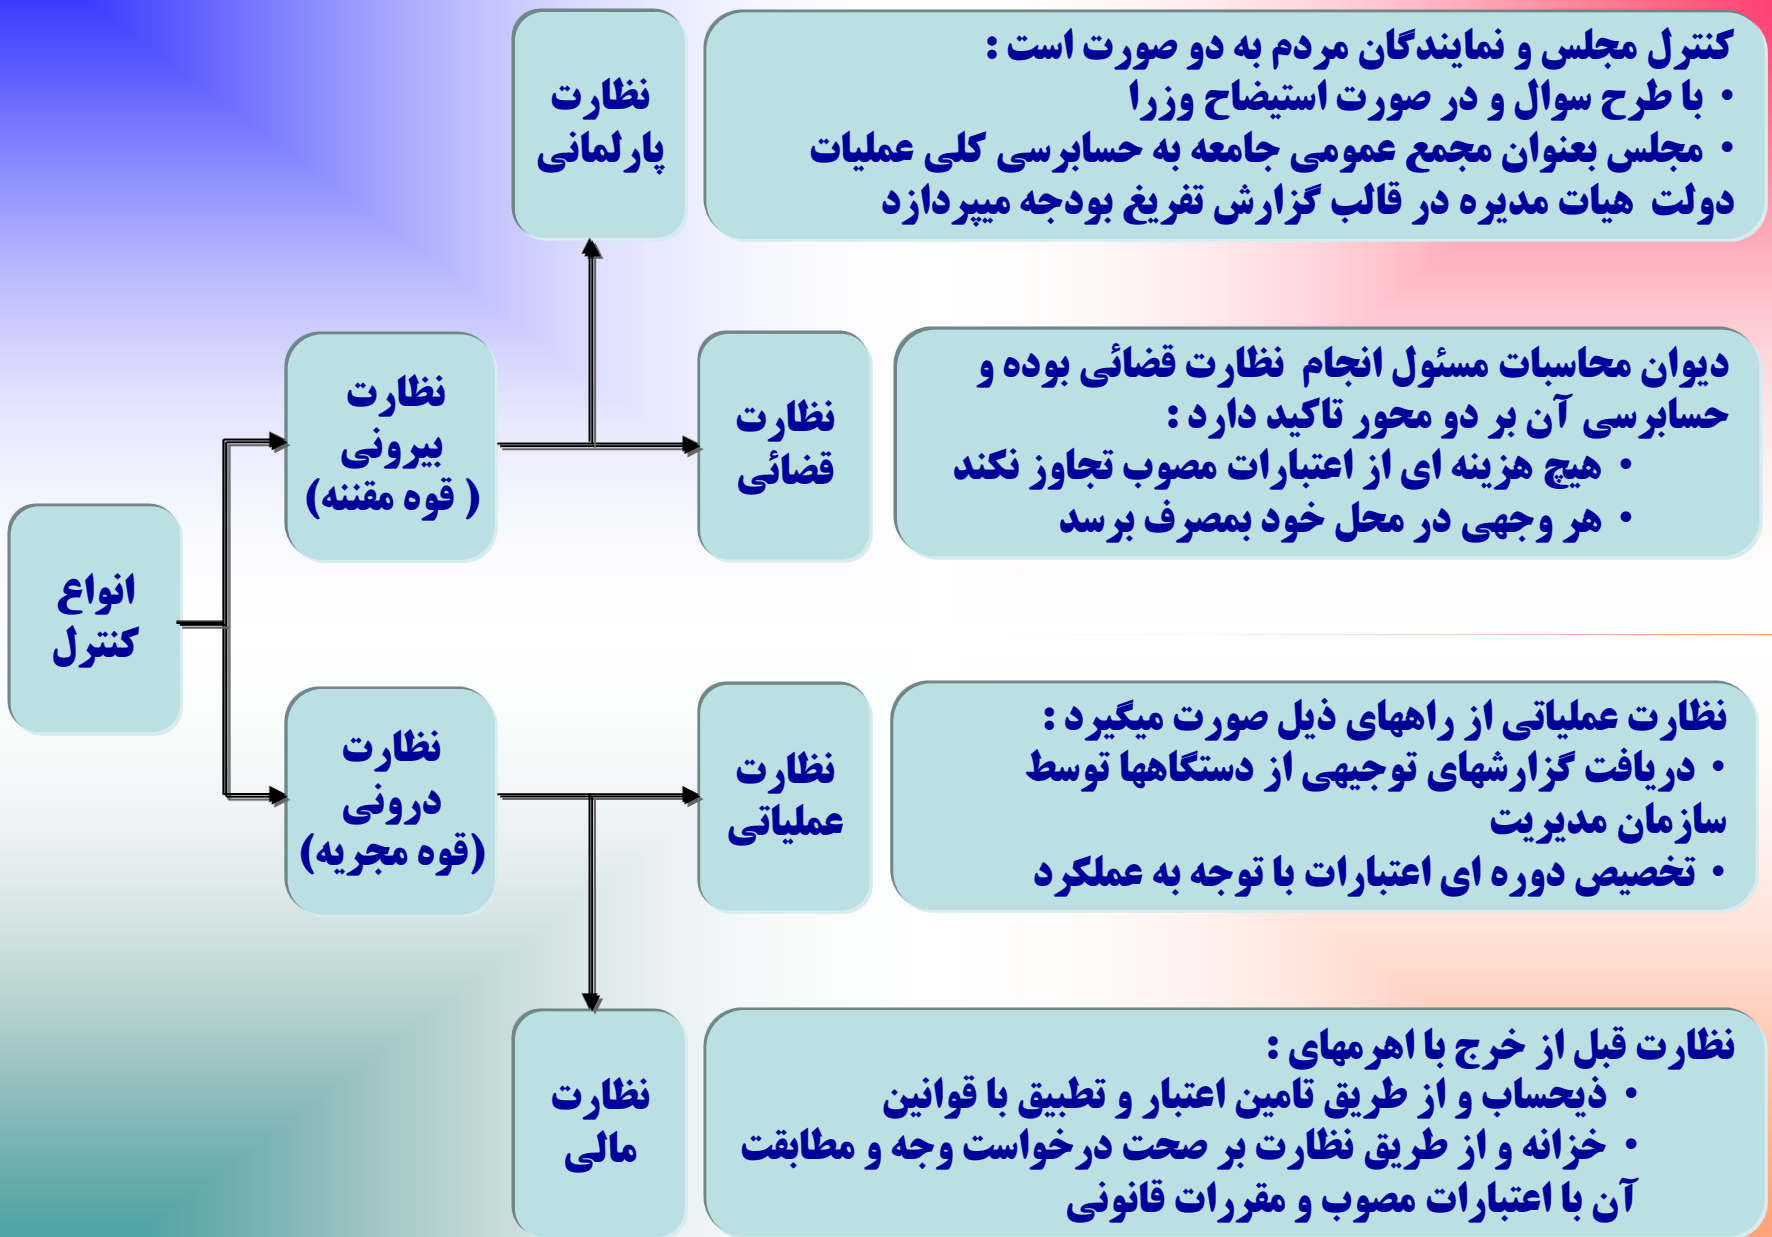 نظارت
پارلمانی
کنترل مجلس و نمایندگان مردم به دو صورت است :
• با طرح سوال و در صورت استیضاح وزرا
• مجلس بعنوان مجمع عمومی جامعه به حسابرسی کلی عملیات
دولت هیات مدیره در قالب گزارش تفریغ بودجه میپردازد
انواع
کنترل
نظارت
بیرونی
( قوه مقننه)
نظارت
قضائی
دیوان محاسبات مسئول انجام نظارت قضائی بوده و
حسابرسی آن بر دو محور تاکید دارد :
• هیچ هزینه ای از اعتبارات مصوب تجاوز نکند
• هر وجهی در محل خود بمصرف برسد
نظارت
درونی
(قوه مجریه)
نظارت
عملیاتی
نظارت عملیاتی از راههای ذیل صورت میگیرد :
• دریافت گزارشهای توجیهی از دستگاهها توسط
سازمان مدیریت
• تخصیص دوره ای اعتبارات با توجه به عملکرد
نظارت
مالی
نظارت قبل از خرج با اهرمهای :
• ذیحساب و از طریق تامین اعتبار و تطبیق با قوانین
• خزانه و از طریق نظارت بر صحت درخواست وجه و مطابقت
آن با اعتبارات مصوب و مقررات قانونی